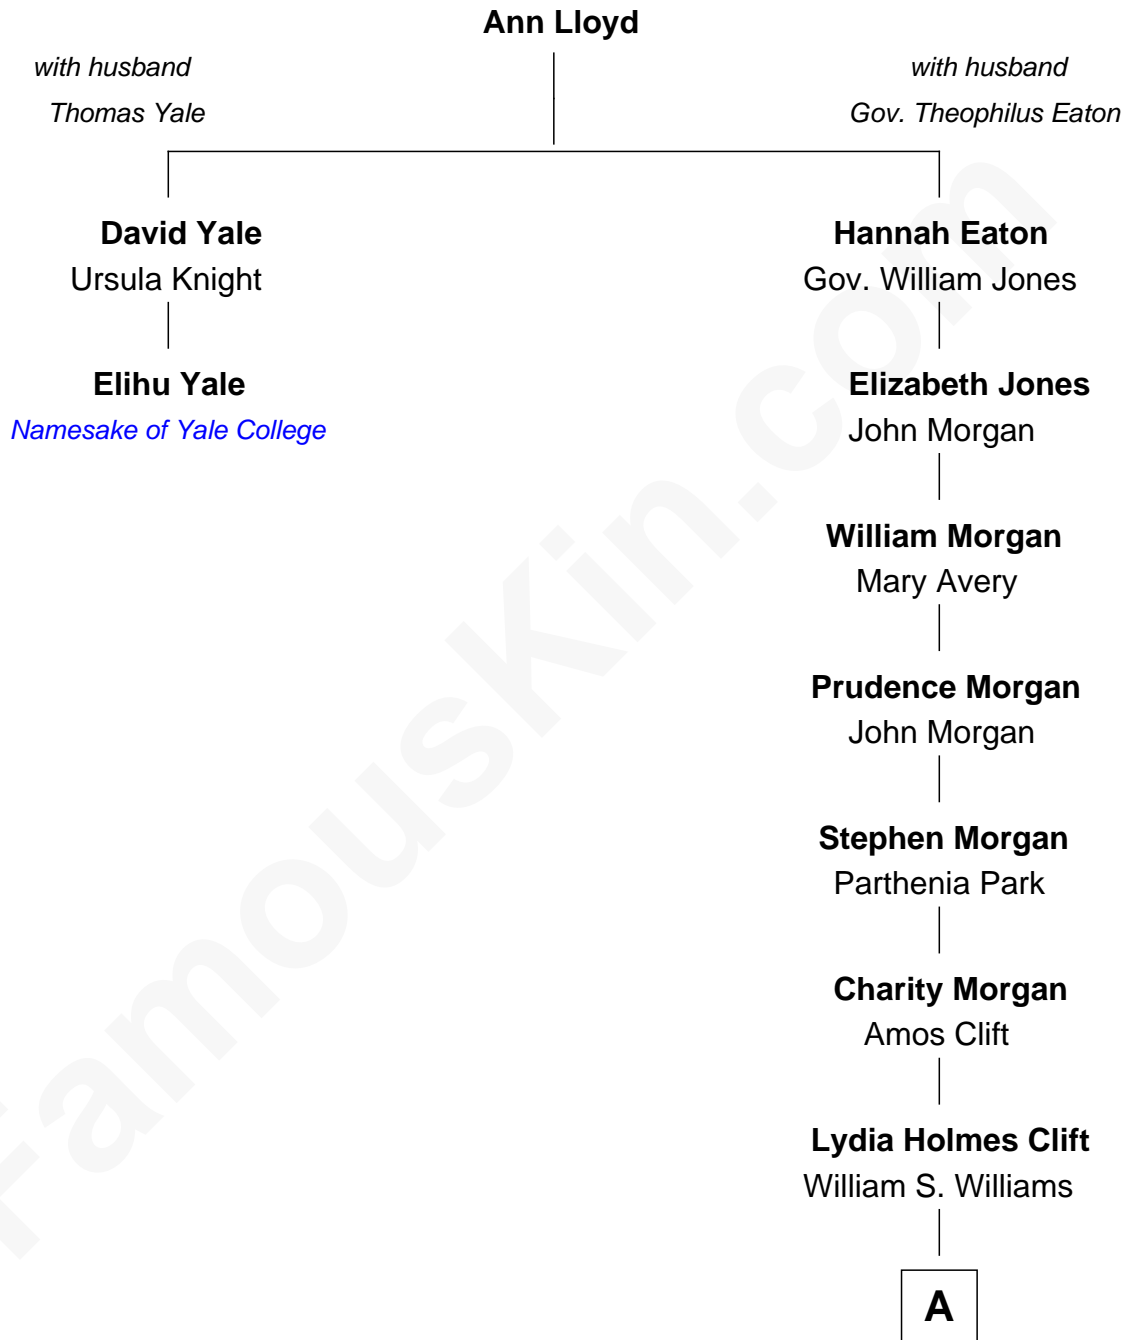 Ann Lloyd
with husband
Thomas Yale
with husband
Gov. Theophilus Eaton
David Yale
Ursula Knight
Hannah Eaton
Gov. William Jones
Elihu Yale
Namesake of Yale College
Elizabeth Jones
John Morgan
William Morgan
Mary Avery
Prudence Morgan
John Morgan
Stephen Morgan
Parthenia Park
Charity Morgan
Amos Clift
Lydia Holmes Clift
William S. Williams
A
FamousKin.com